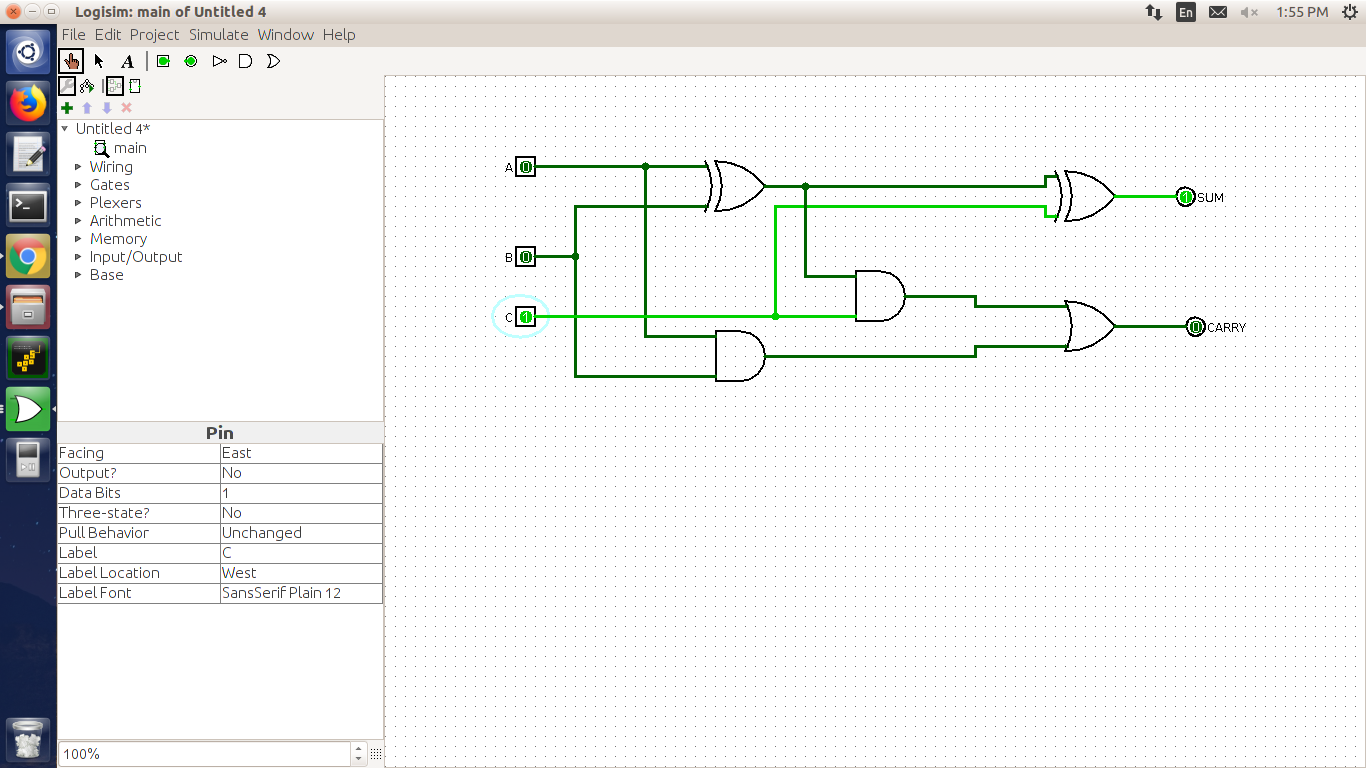 Logisim: main of Untitled 4
En
1:55 PM
File Edit Project Simulate Window Help
A
Untitled 4*
main
Wiring
Gates
Plexers
Arithmetic
Memory
Input/Output
Base
Pin
Facing East
Output? No
Data Bits 1
Three-state? No
Pull Behavior Unchanged
Label C
Label Location West
Label Font SansSerif Plain 12
100%
A 0
B 0
C 1
1 SUM
0 CARRY